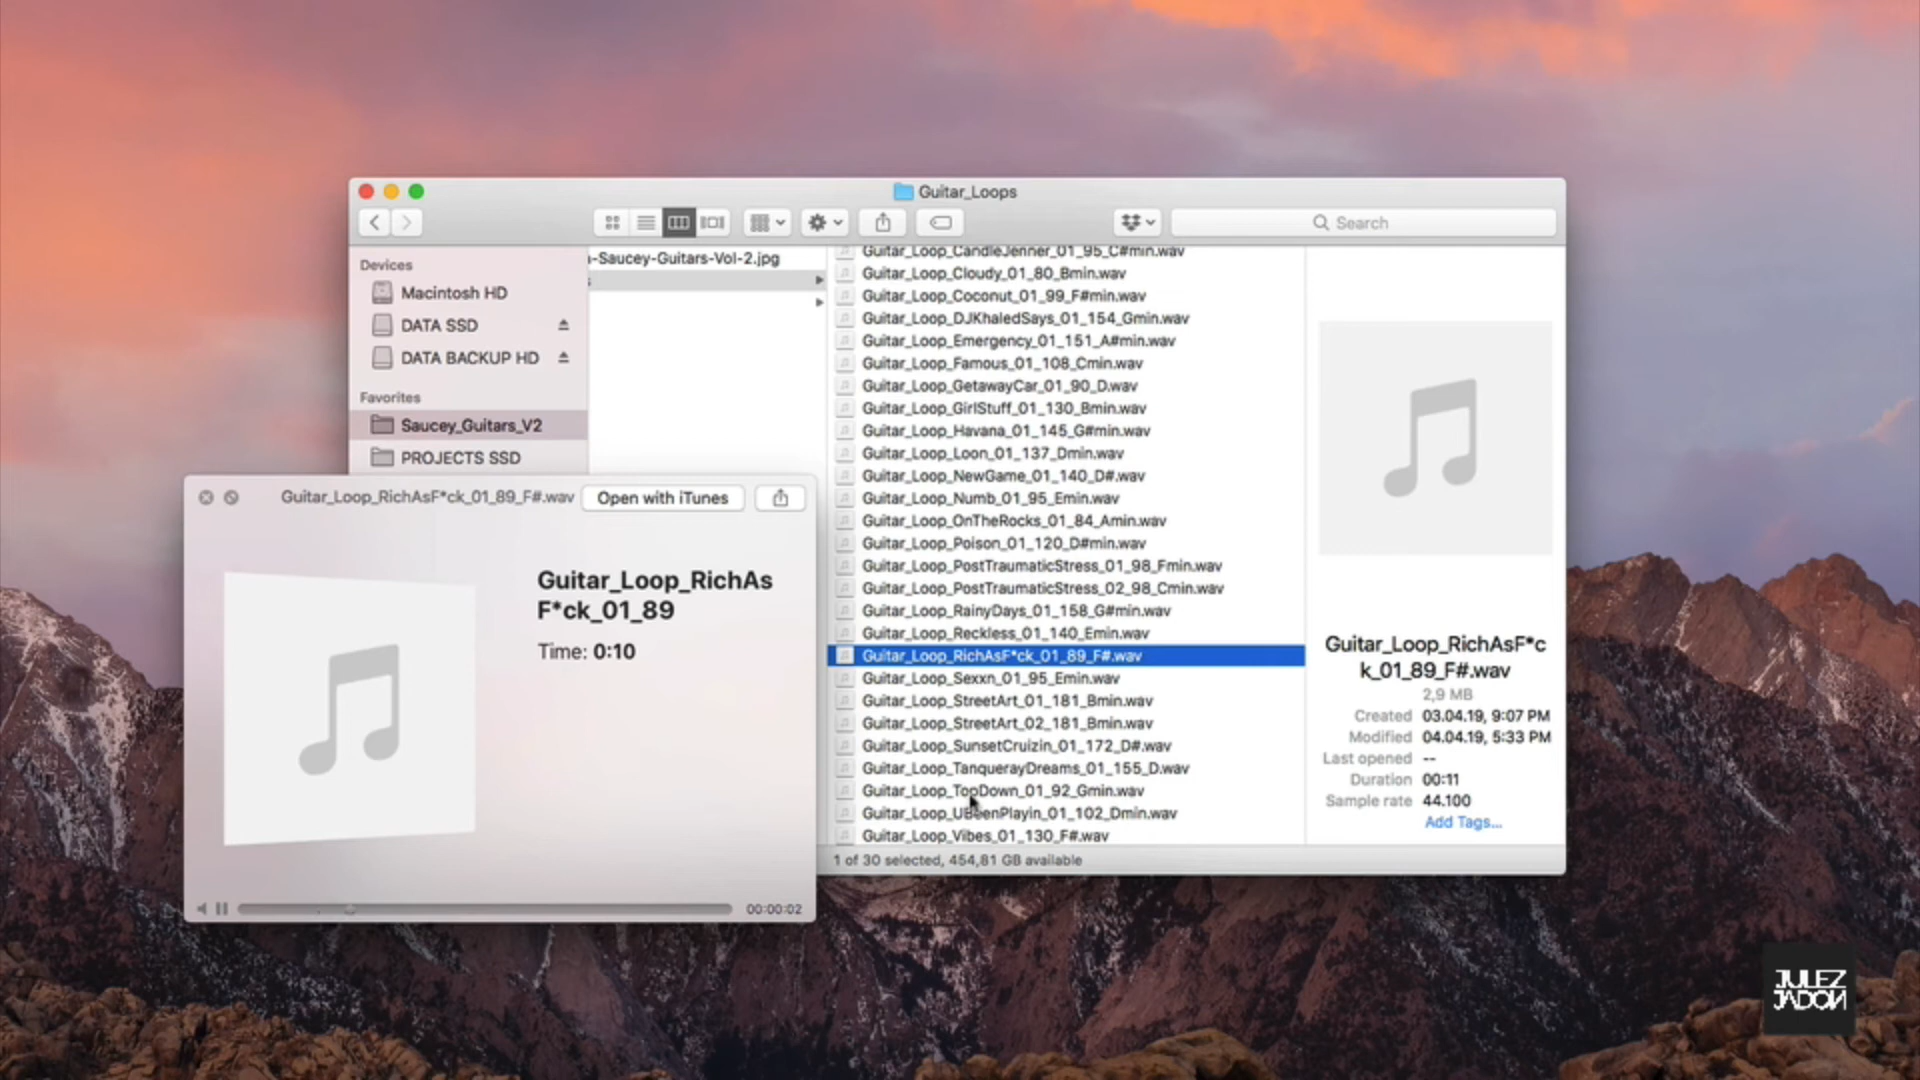 Guitar_Loops
Search
Devices
Macintosh HD
DATA SSD
DATA BACKUP HD
Favorites
Saucey_Guitars_V2
PROJECTS SSD
-Saucey-Guitars-Vol-2.jpg
Guitar_Loop_CandleJenner_01_95_C#min.wav
Guitar_Loop_Cloudy_01_80_Bmin.wav
Guitar_Loop_Coconut_01_99_F#min.wav
Guitar_Loop_DJKhaledSays_01_154_Gmin.wav
Guitar_Loop_Emergency_01_151_A#min.wav
Guitar_Loop_Famous_01_108_Cmin.wav
Guitar_Loop_GetawayCar_01_90_D.wav
Guitar_Loop_GirlStuff_01_130_Bmin.wav
Guitar_Loop_Havana_01_145_G#min.wav
Guitar_Loop_Loon_01_137_Dmin.wav
Guitar_Loop_NewGame_01_140_D#.wav
Guitar_Loop_Numb_01_95_Emin.wav
Guitar_Loop_OnTheRocks_01_84_Amin.wav
Guitar_Loop_Poison_01_120_D#min.wav
Guitar_Loop_PostTraumaticStress_01_98_Fmin.wav
Guitar_Loop_PostTraumaticStress_02_98_Cmin.wav
Guitar_Loop_RainyDays_01_158_G#min.wav
Guitar_Loop_Reckless_01_140_Emin.wav
Guitar_Loop_RichAsF*ck_01_89_F#.wav
Guitar_Loop_Sexxn_01_95_Emin.wav
Guitar_Loop_StreetArt_01_181_Bmin.wav
Guitar_Loop_StreetArt_02_181_Bmin.wav
Guitar_Loop_SunsetCruizin_01_172_D#.wav
Guitar_Loop_TanquerayDreams_01_155_D.wav
Guitar_Loop_TopDown_01_92_Gmin.wav
Guitar_Loop_UBeenPlayin_01_102_Dmin.wav
Guitar_Loop_Vibes_01_130_F#.wav
1 of 30 selected, 454,81 GB available
Guitar_Loop_RichAsF*c
k_01_89_F#.wav
2,9 MB
Created 03.04.19, 9:07 PM
Modified 04.04.19, 5:33 PM
Last opened --
Duration 00:11
Sample rate 44.100
Add Tags...
Guitar_Loop_RichAsF*ck_01_89_F#.wav
Open with iTunes
Guitar_Loop_RichAs
F*ck_01_89
Time: 0:10
00:00:02
JULEZ
JADON